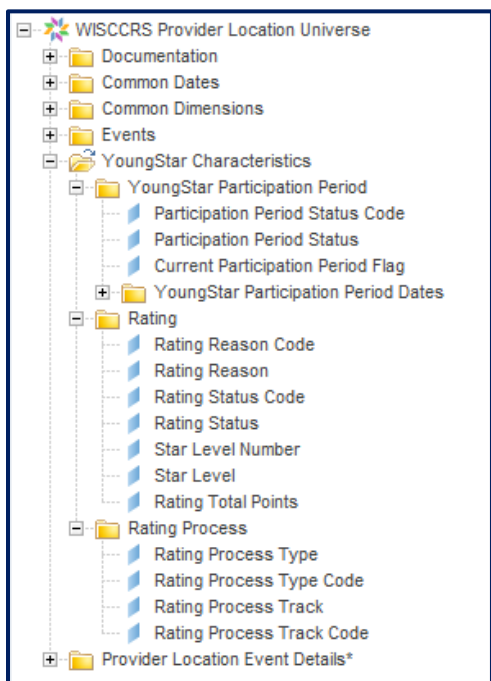 WISCCRS Provider Location Universe
Documentation
Common Dates
Common Dimensions
Events
YoungStar Characteristics
YoungStar Participation Period
Participation Period Status Code
Participation Period Status
Current Participation Period Flag
YoungStar Participation Period Dates
Rating
Rating Reason Code
Rating Reason
Rating Status Code
Rating Status
Star Level Number
Star Level
Rating Total Points
Rating Process
Rating Process Type
Rating Process Type Code
Rating Process Track
Rating Process Track Code
Provider Location Event Details*